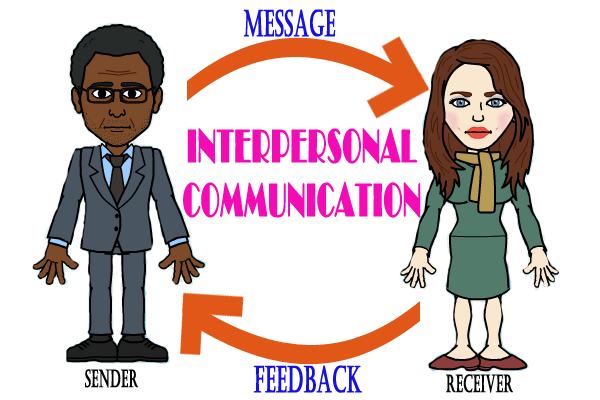 MESSAGE
INTERPERSONAL
COMMUNICATION
FEEDBACK
SENDER
RECEIVER